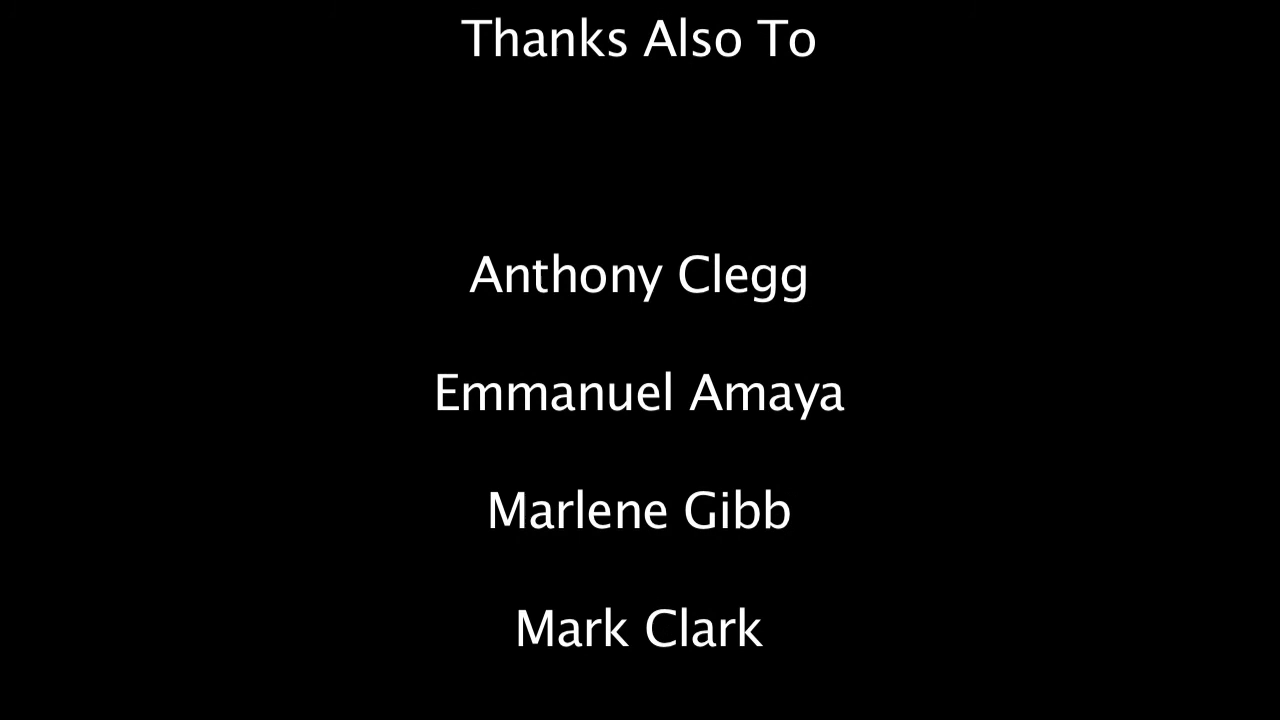 Thanks Also To
Anthony Clegg
Emmanuel Amaya
Marlene Gibb
Mark Clark